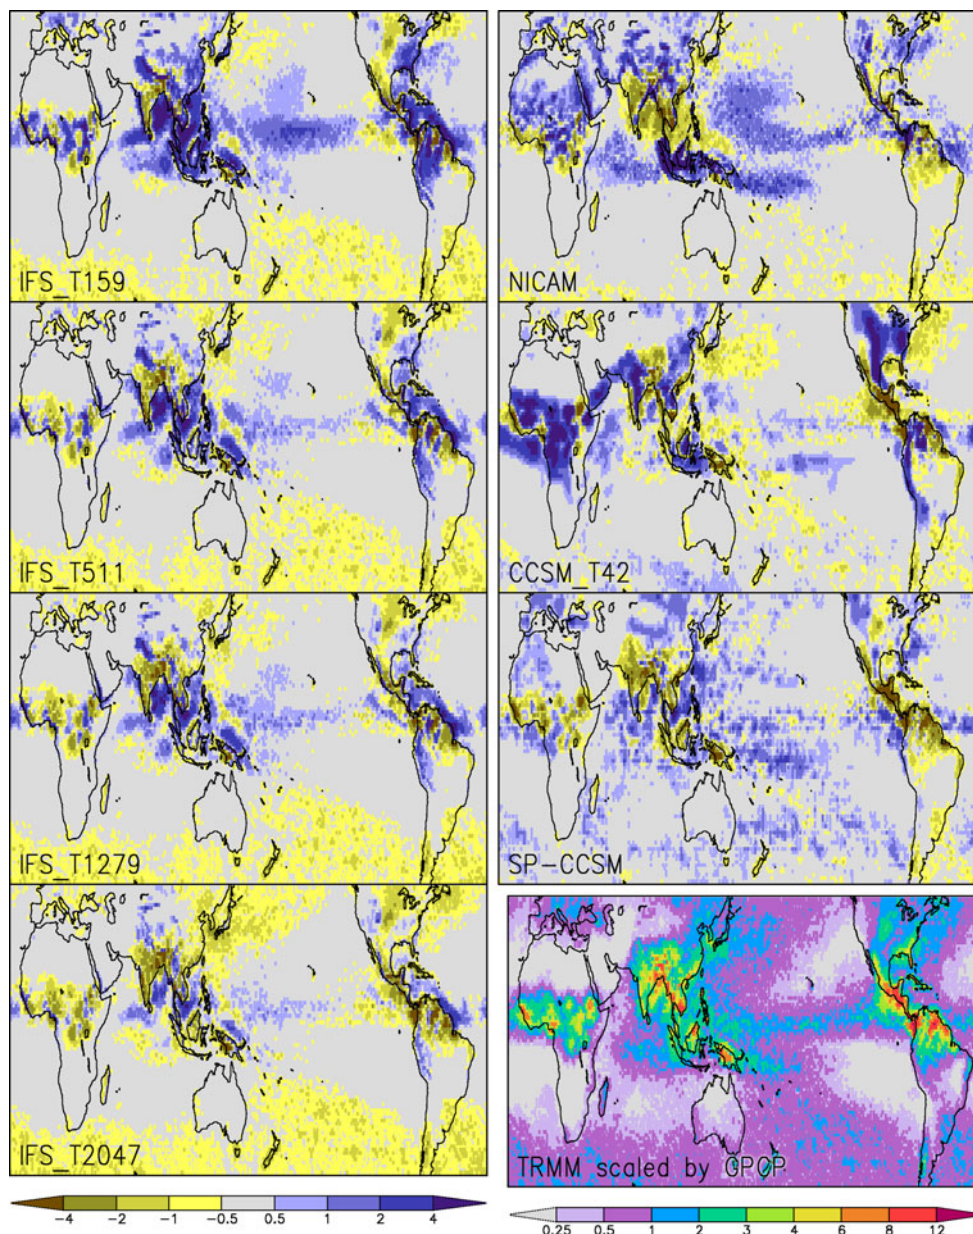 IFS_T159
NICAM
IFS_T511
CCSM_T42
IFS_T1279
SP-CCSM
IFS_T2047
TRMM scaled by GPCP
-4 -2 -1 -0.5 0.5 1 2 4
0.25 0.5 1 2 3 4 6 8 12